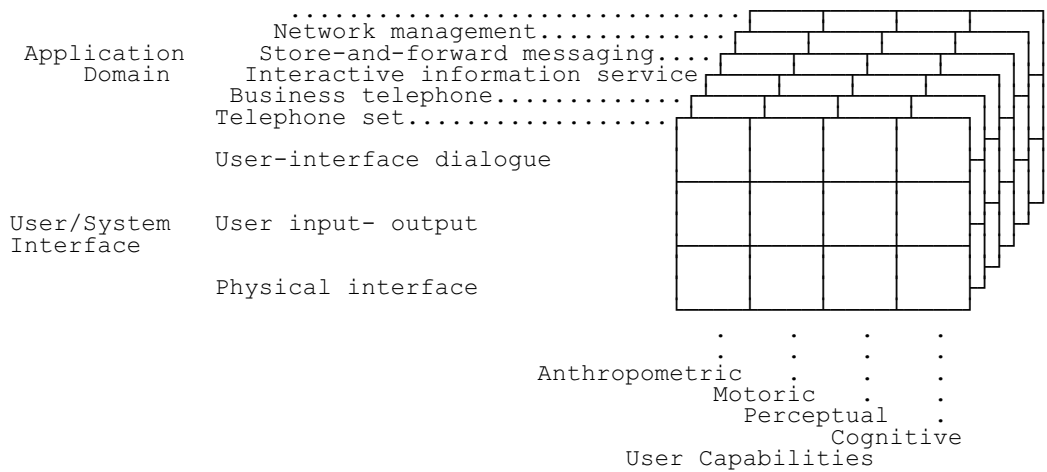 ..................................
Network management.............
Application Store-and-forward messaging....
Domain Interactive information service
Business telephone.............
Telephone set..................
User-interface dialogue
User/System User input- output
Interface
Physical interface
. . . .
. . . .
Anthropometric . . .
Motoric . .
Perceptual .
Cognitive
User Capabilities